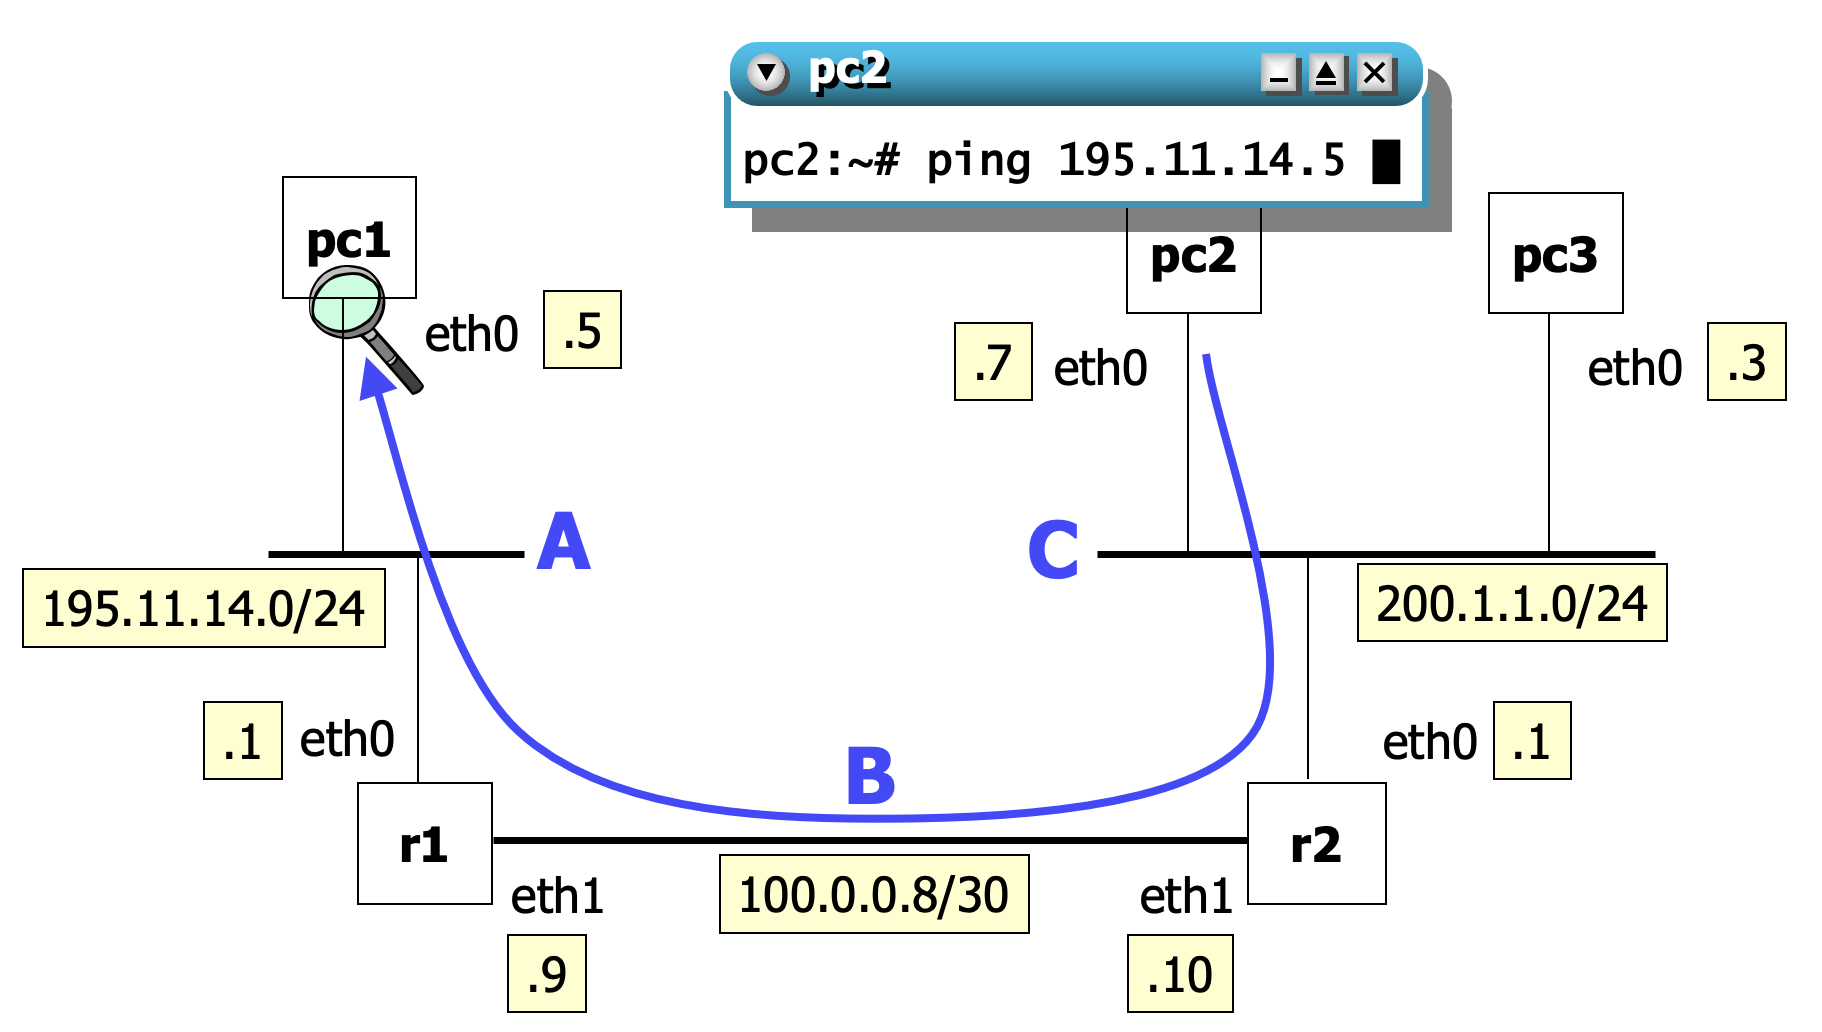 pc2
pc2:~# ping 195.11.14.5
pc1
pc2
pc3
eth0
.5
.7
eth0
eth0
.3
A
C
195.11.14.0/24
200.1.1.0/24
.1
eth0
B
eth0
.1
r1
r2
eth1
100.0.0.8/30
eth1
.9
.10